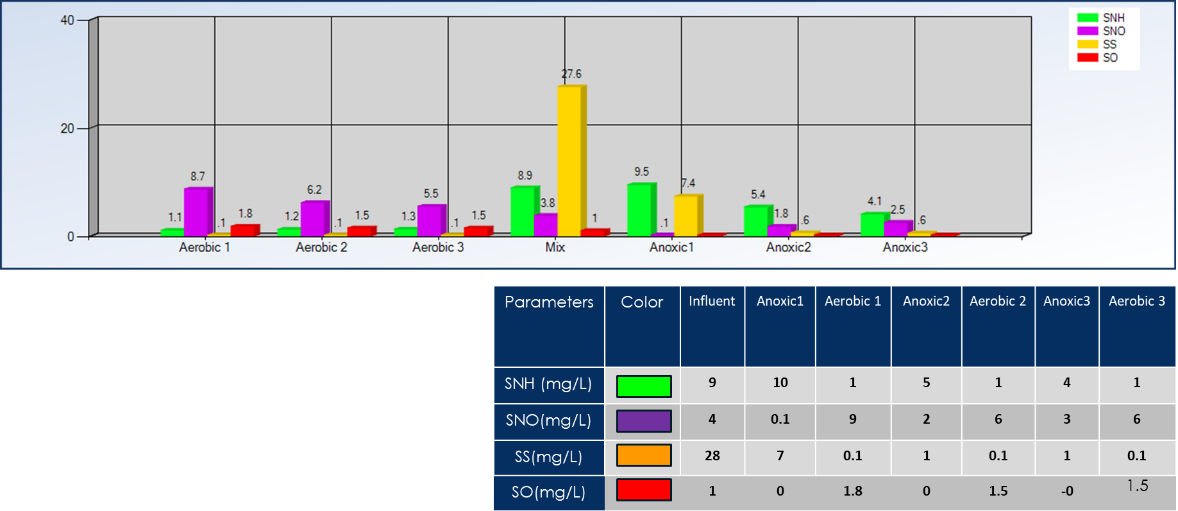 40
SNH
SNO
SS
SO
27.6
20
8.7 6.2 5.5 8.9 9.5 7.4
1.1 .1 1.8 1.2 .1 1.5 1.3 .1 1.5 3.8 1 .1 5.4 1.8 .6 4.1 2.5 .6
0
Aerobic 1 Aerobic 2 Aerobic 3 Mix Anoxic1 Anoxic2 Anoxic3
Parameters Color Influent Anoxic1 Aerobic 1 Anoxic2 Aerobic 2 Anoxic3 Aerobic 3
SNH (mg/L) 9 10 1 5 1 4 1
SNO(mg/L) 4 0.1 9 2 6 3 6
SS(mg/L) 28 7 0.1 1 0.1 1 0.1
SO(mg/L) 1 0 1.8 0 1.5 -0 1.5